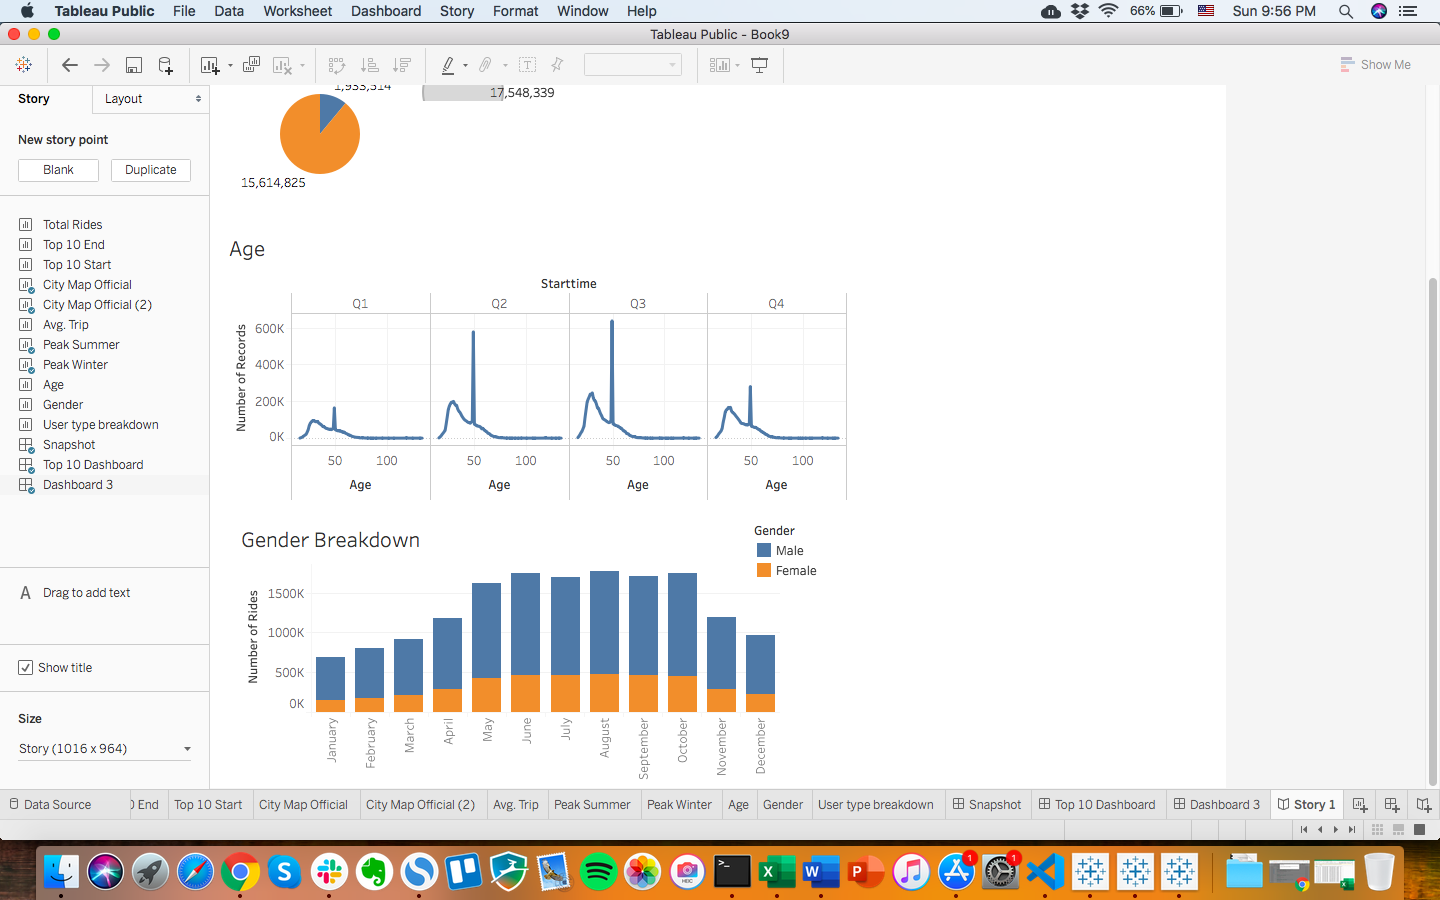 Tableau Public File Data Worksheet Dashboard Story Format Window Help 66% Sun 9:56 PM
Tableau Public - Book9
Show Me
Story Layout
New story point
Blank Duplicate
Total Rides
Top 10 End
Top 10 Start
City Map Official
City Map Official (2)
Avg. Trip
Peak Summer
Peak Winter
Age
Gender
User type breakdown
Snapshot
Top 10 Dashboard
Dashboard 3
A Drag to add text
Show title
Size
Story (1016 x 964)
1,933,514
17,548,339
15,614,825
Age
Starttime
Q1 Q2 Q3 Q4
Number of Records
600K
400K
200K
0K
50 100 50 100 50 100 50 100
Age Age Age Age
Gender Breakdown
Gender
Male
Female
Number of Rides
1500K
1000K
500K
0K
January February March April May June July August September October November December
Data Source 0 End Top 10 Start City Map Official City Map Official (2) Avg. Trip Peak Summer Peak Winter Age Gender User type breakdown Snapshot Top 10 Dashboard Dashboard 3 Story 1
1 1